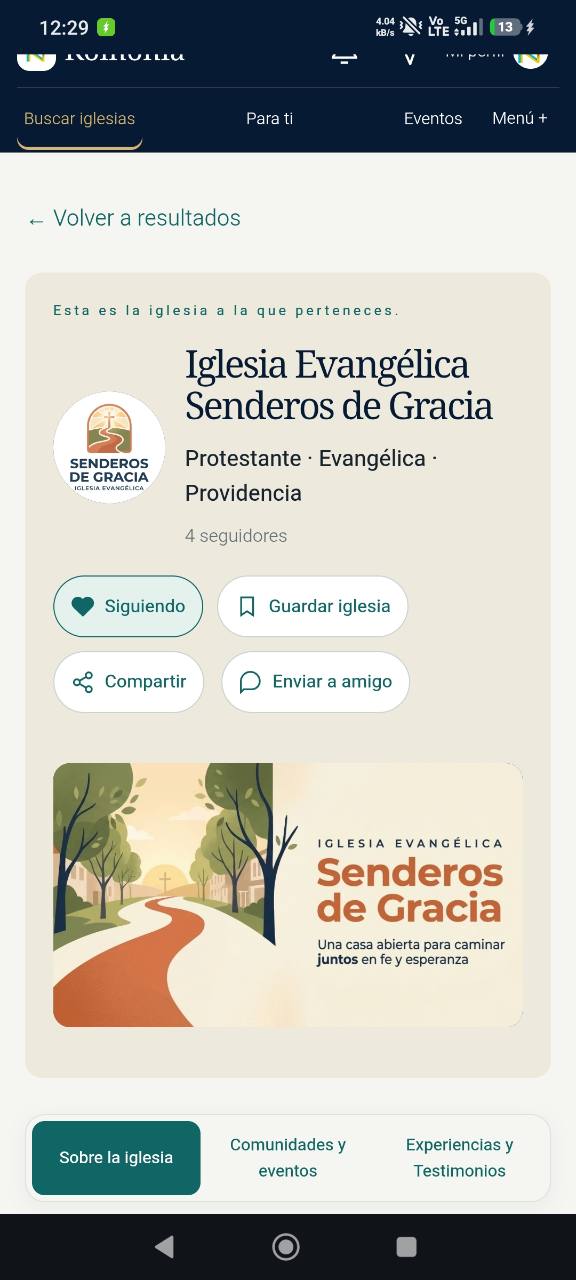 12:29
4.04 kB/s
Vo LTE
5G
13
Koinonia
Mi perfil
Buscar iglesias
Para ti
Eventos
Menú +
← Volver a resultados
Esta es la iglesia a la que perteneces.
Iglesia Evangélica
Senderos de Gracia
SENDEROS
DE GRACIA
IGLESIA EVANGÉLICA
Protestante · Evangélica ·
Providencia
4 seguidores
Siguiendo
Guardar iglesia
Compartir
Enviar a amigo
IGLESIA EVANGÉLICA
Senderos
de Gracia
Una casa abierta para caminar
juntos en fe y esperanza
Sobre la iglesia
Comunidades y
eventos
Experiencias y
Testimonios